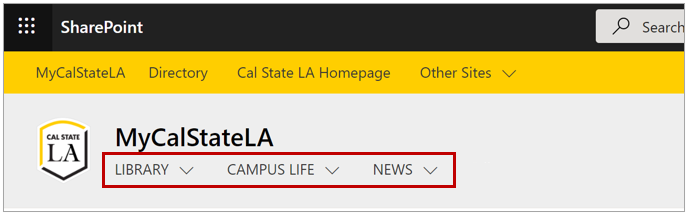 SharePoint Search
MyCalStateLA Directory Cal State LA Homepage Other Sites
CAL STATE
LA
MyCalStateLA
LIBRARY CAMPUS LIFE NEWS